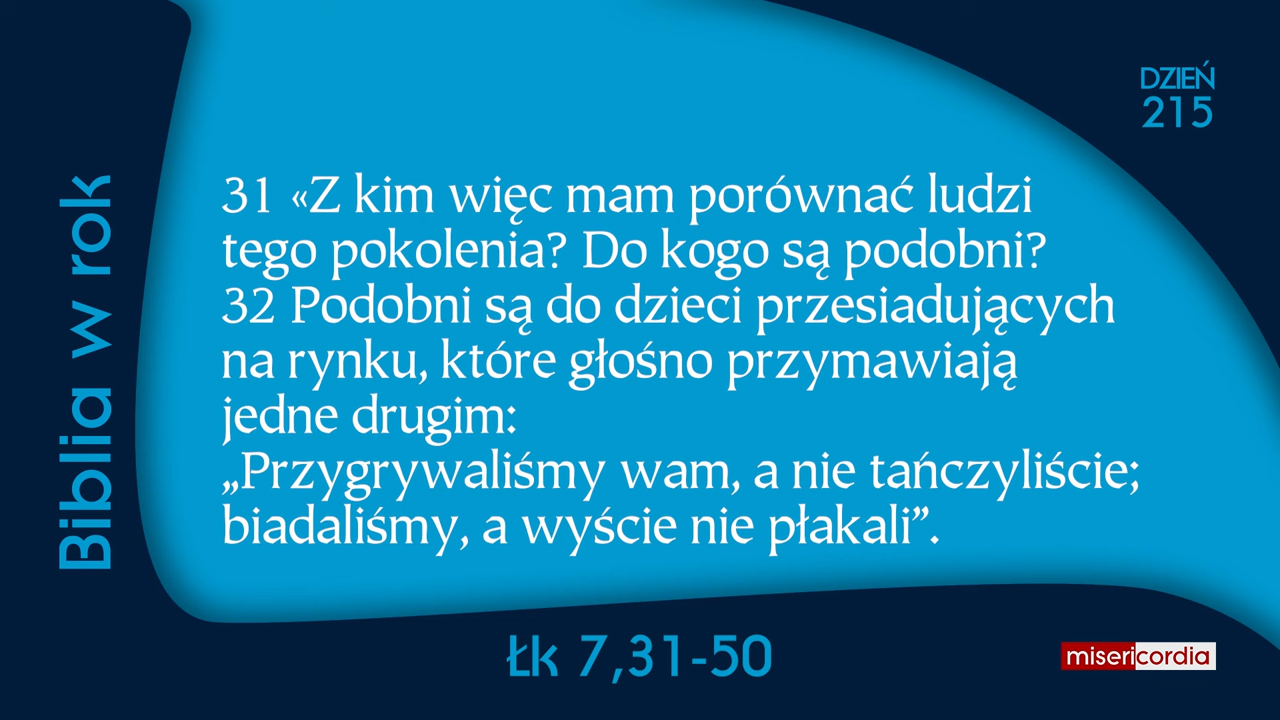 DZIEŃ
215
Biblia w rok
31 «Z kim więc mam porównać ludzi
tego pokolenia? Do kogo są podobni?
32 Podobni są do dzieci przesiadujących
na rynku, które głośno przymawiają
jedne drugim:
„Przygrywaliśmy wam, a nie tańczyliście;
biadaliśmy, a wyście nie płakali”.
Łk 7,31-50
misericordia